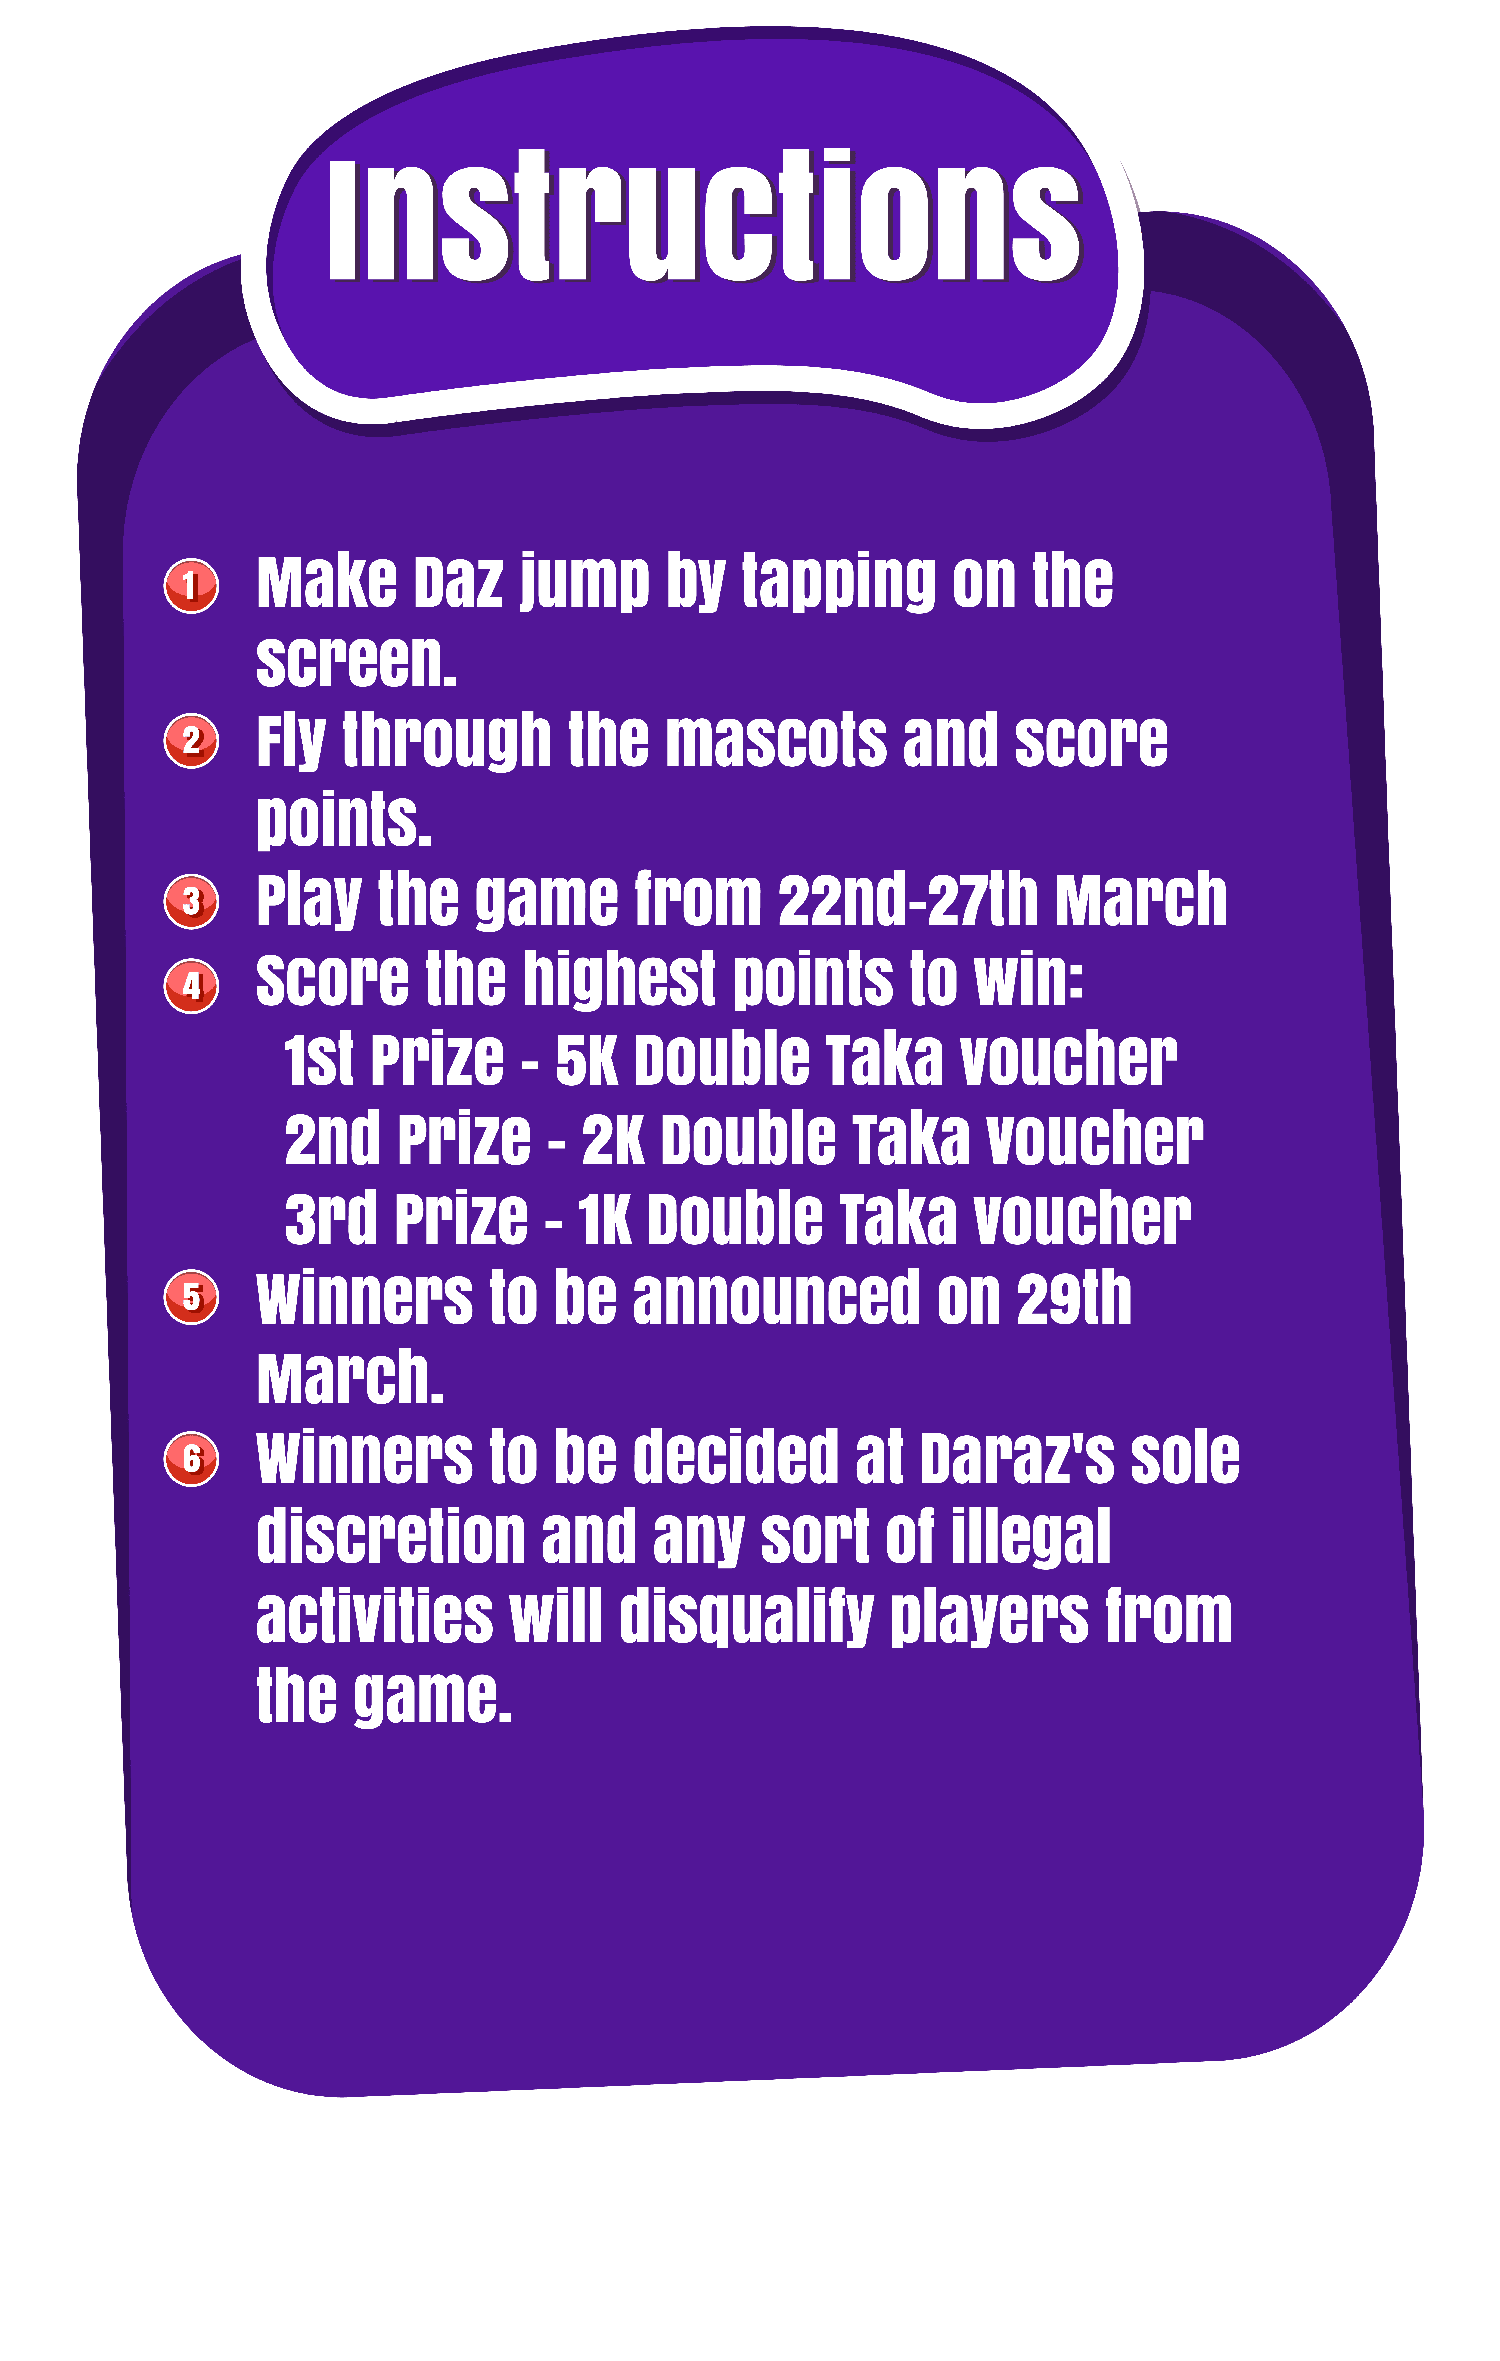 Instructions
1 Make Daz jump by tapping on the
screen.
2 Fly through the mascots and score
points.
3 Play the game from 22nd-27th March
4 Score the highest points to win:
1st Prize - 5K Double Taka voucher
2nd Prize - 2K Double Taka voucher
3rd Prize - 1K Double Taka voucher
5 Winners to be announced on 29th
March.
6 Winners to be decided at Daraz's sole
discretion and any sort of illegal
activities will disqualify players from
the game.